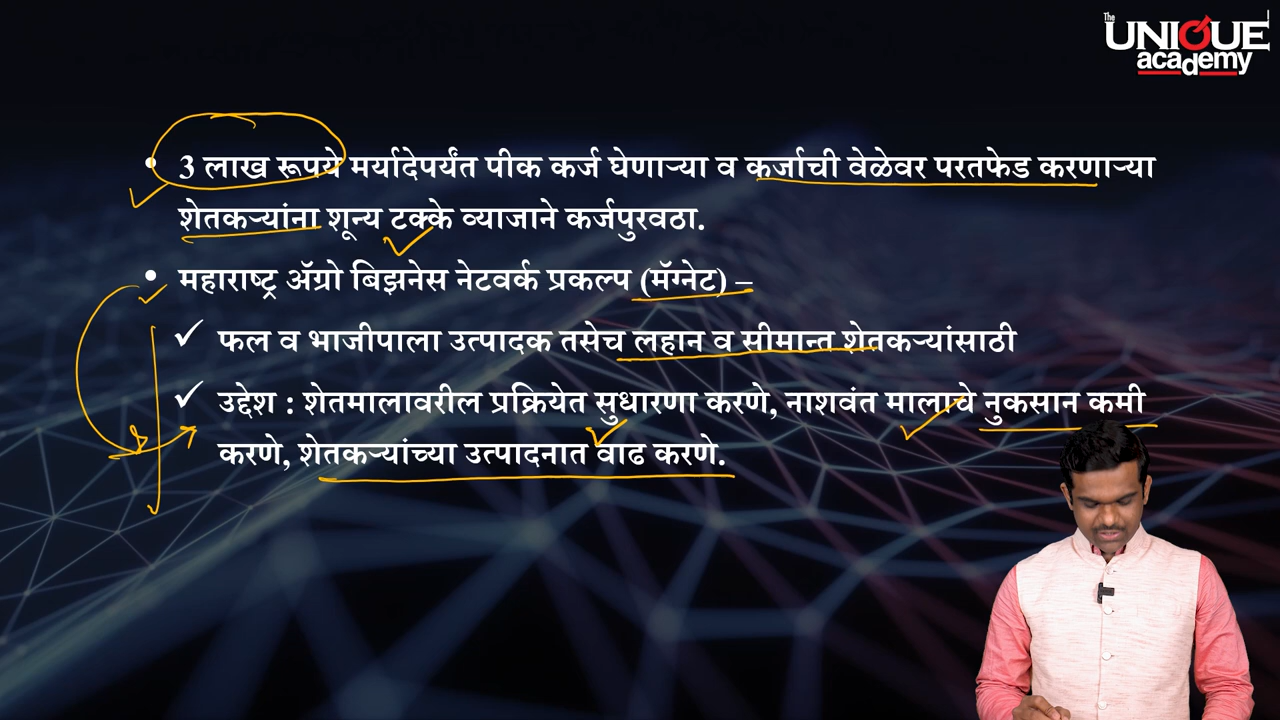 The
UNIQUE
academy
• 3 लाख रूपये मर्यादेपर्यंत पीक कर्ज घेणाऱ्या व कर्जाची वेळेवर परतफेड करणाऱ्या
शेतकऱ्यांना शून्य टक्के व्याजाने कर्जपुरवठा.
• महाराष्ट्र ॲग्रो बिझनेस नेटवर्क प्रकल्प (मॅग्नेट) –
✓ फल व भाजीपाला उत्पादक तसेच लहान व सीमान्त शेतकऱ्यांसाठी
✓ उद्देश : शेतमालावरील प्रक्रियेत सुधारणा करणे, नाशवंत मालाचे नुकसान कमी
करणे, शेतकऱ्यांच्या उत्पादनात वाढ करणे.